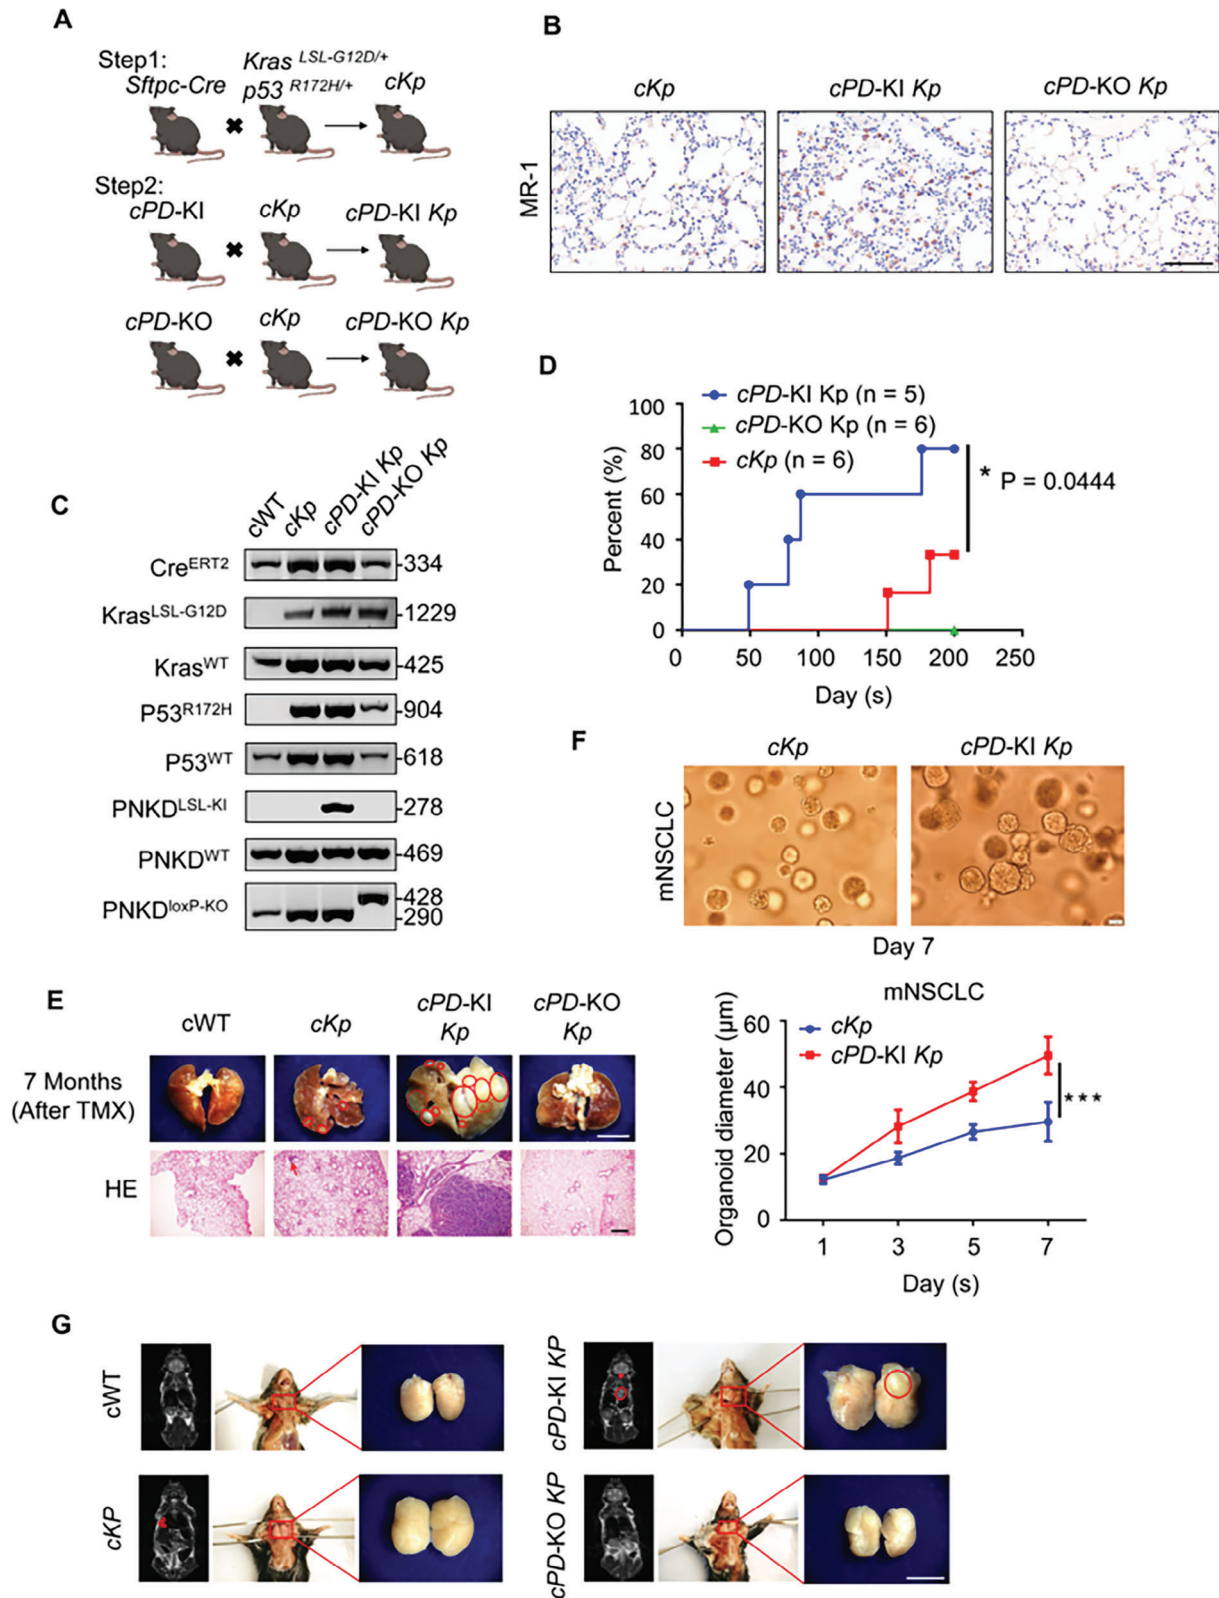 A
Step1:
Sftpc-Cre
Kras LSL-G12D/+
p53 R172H/+
cKp
Step2:
cPD-KI
cKp
cPD-KI Kp
cPD-KO
cKp
cPD-KO Kp
B
cKp
cPD-KI Kp
cPD-KO Kp
MR-1
C
cWT
cKp
cPD-KI Kp
cPD-KO Kp
CreERT2
334
KrasLSL-G12D
1229
KrasWT
425
P53R172H
904
P53WT
618
PNKDLSL-KI
278
PNKDWT
469
PNKDloxP-KO
428
290
D
cPD-KI Kp (n = 5)
cPD-KO Kp (n = 6)
cKp (n = 6)
Percent (%)
100
80
60
40
20
0
0 50 100 150 200 250
Day (s)
* P = 0.0444
E
cWT
cKp
cPD-KI
Kp
cPD-KO
Kp
7 Months
(After TMX)
HE
F
cKp
cPD-KI Kp
mNSCLC
Day 7
mNSCLC
cKp
cPD-KI Kp
Organoid diameter (µm)
60
40
20
0
1 3 5 7
Day (s)
***
G
cWT
cPD-KI KP
cKP
cPD-KO KP